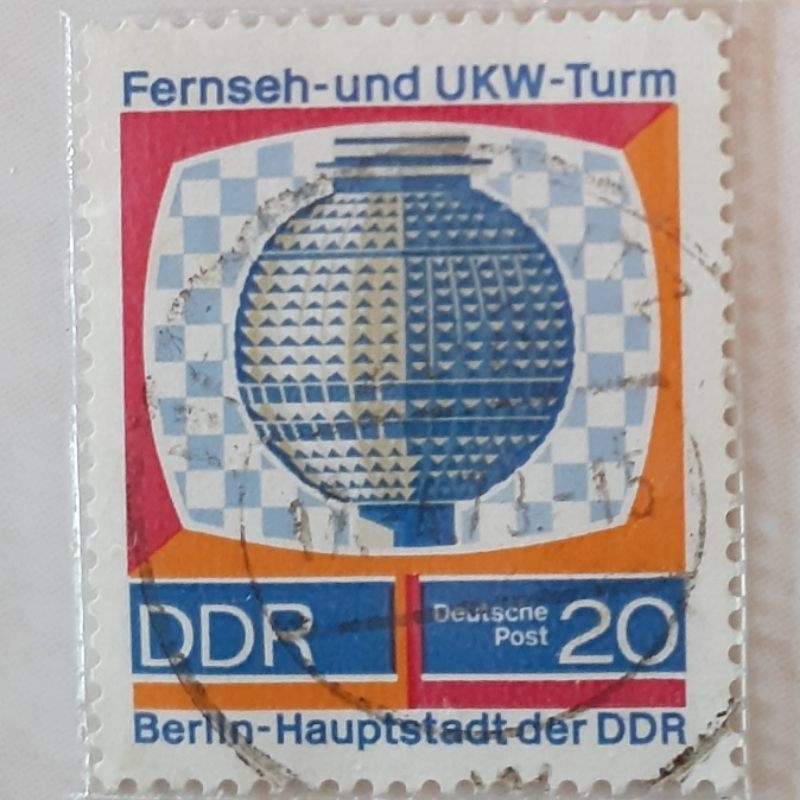 Fernseh-und UKW-Turm
DDR
Deutsche
Post
20
Berlin-Hauptstadt der DDR